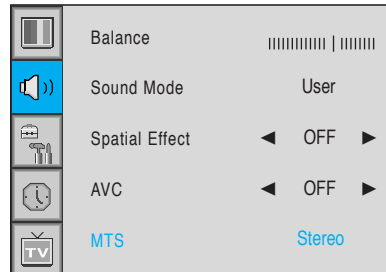 Balance
Sound Mode User
Spatial Effect ◄ OFF ►
AVC ◄ OFF ►
MTS Stereo
TV